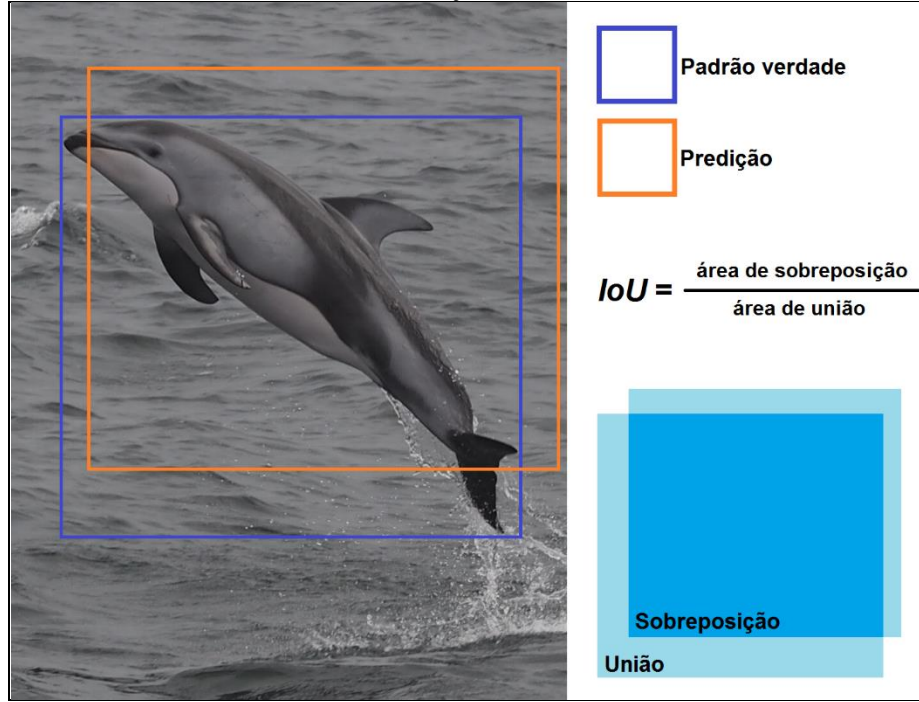 Padrão verdade
Predição
IoU =
área de sobreposição
área de união
Sobreposição
União